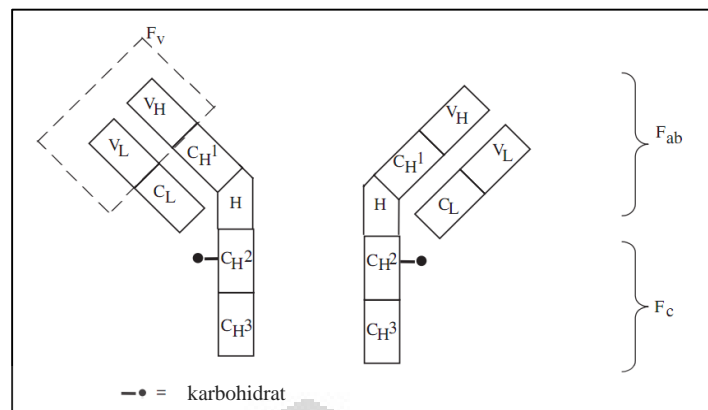 Fv
VH
VH
VL
CH1
CH1
VL
Fab
CL
H
H
CL
CH2
CH2
CH3
CH3
Fc
= karbohidrat